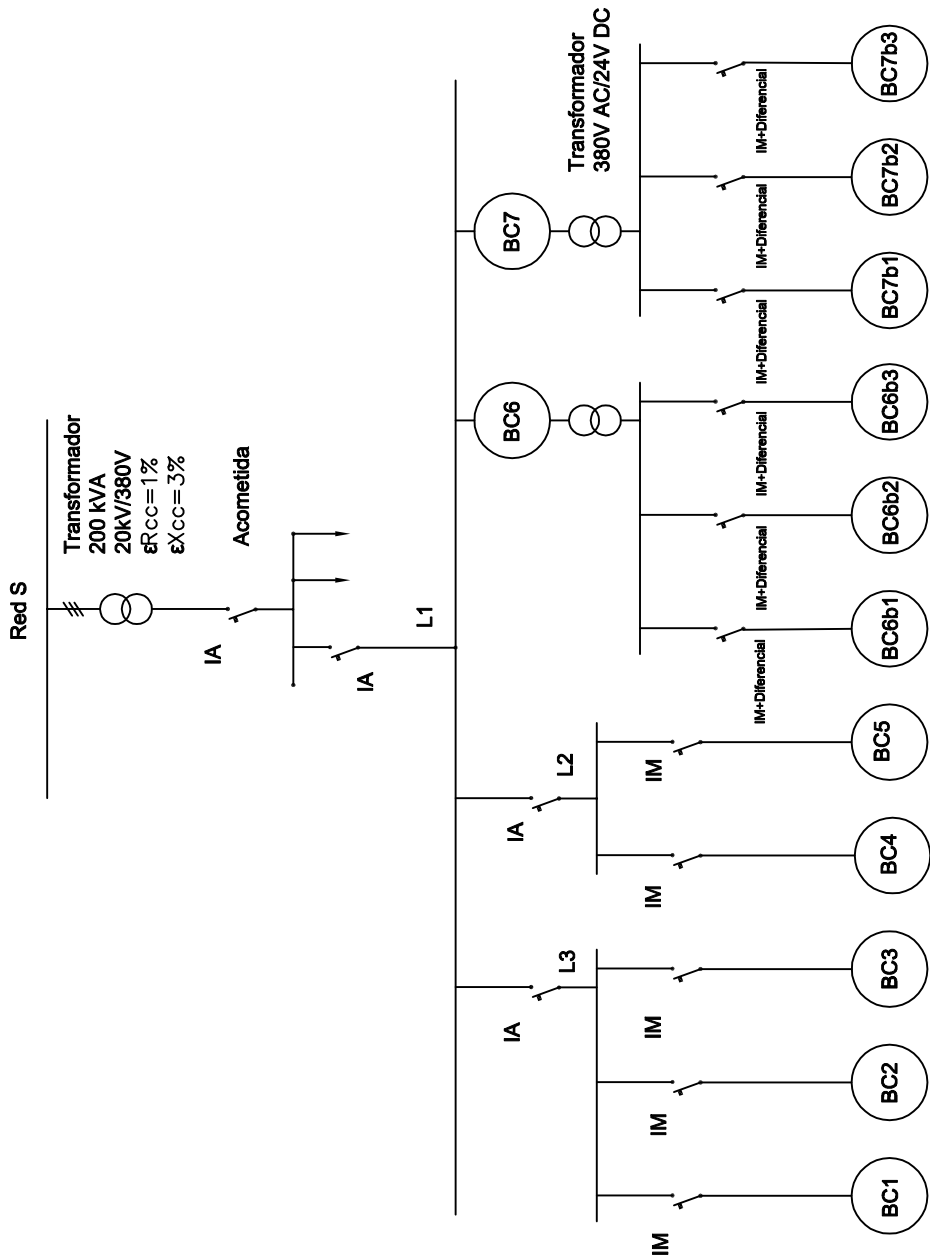 Red S
Transformador
200 kVA
20kV/380V
εRcc=1%
εXcc=3%
Acometida
IA
IA
L1
IA
L3
IA
L2
BC6
BC7
Transformador
380V AC/24V DC
IM
IM
IM
IM
IM
IM+Diferencial
IM+Diferencial
IM+Diferencial
IM+Diferencial
IM+Diferencial
IM+Diferencial
BC1
BC2
BC3
BC4
BC5
BC6b1
BC6b2
BC6b3
BC7b1
BC7b2
BC7b3